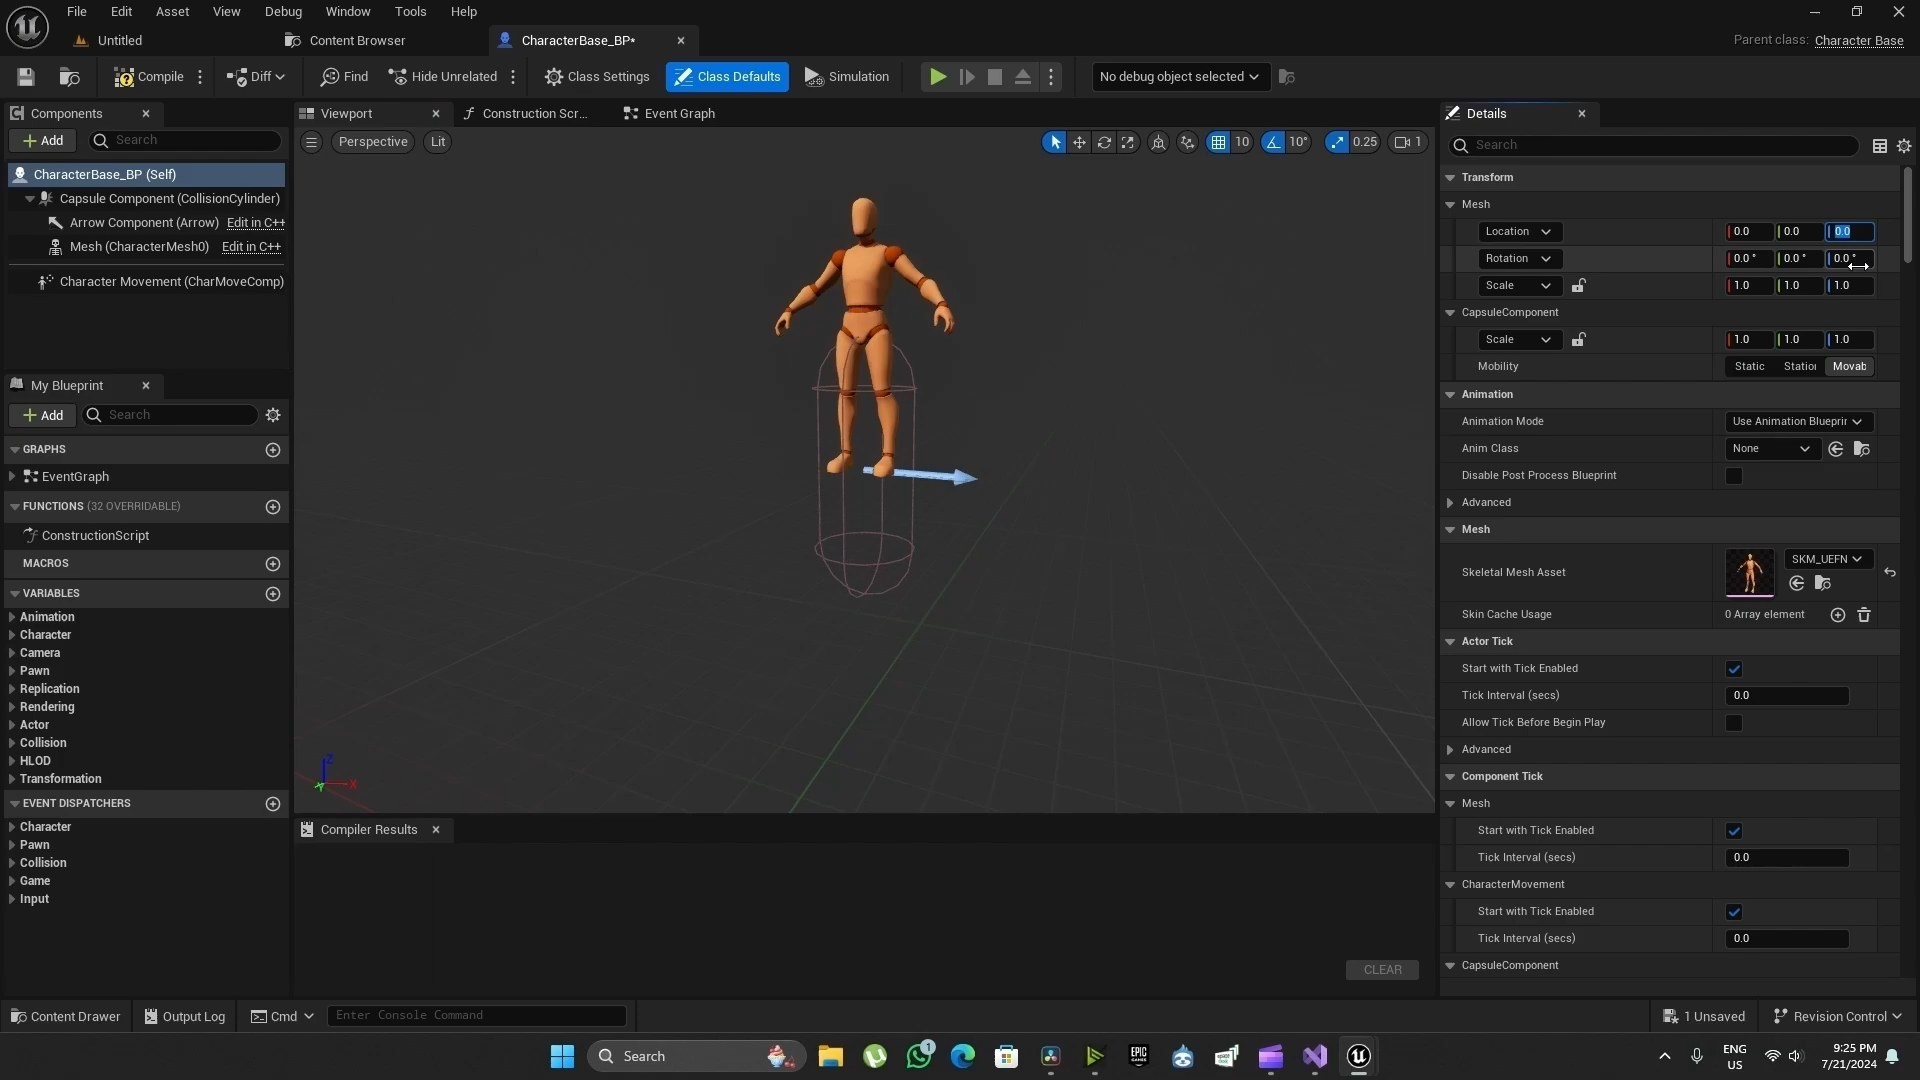 File Edit Asset View Debug Window Tools Help
Untitled Content Browser CharacterBase_BP* Parent class: Character Base
Compile Diff Find Hide Unrelated Class Settings Class Defaults Simulation No debug object selected
Components
Add Search
CharacterBase_BP (Self)
Capsule Component (CollisionCylinder)
Arrow Component (Arrow) Edit in C++
Mesh (CharacterMesh0) Edit in C++
Character Movement (CharMoveComp)
My Blueprint
Add Search
GRAPHS
EventGraph
FUNCTIONS (32 OVERRIDABLE)
ConstructionScript
MACROS
VARIABLES
Animation
Character
Camera
Pawn
Replication
Rendering
Actor
Collision
HLOD
Transformation
EVENT DISPATCHERS
Character
Pawn
Collision
Game
Input
Viewport Construction Scr... Event Graph
Perspective Lit 10 10° 0.25 1
Z
X
Y
Compiler Results
CLEAR
Details
Search
Transform
Mesh
Location 0.0 0.0 0.0
Rotation 0.0 ° 0.0 ° 0.0 °
Scale 1.0 1.0 1.0
CapsuleComponent
Scale 1.0 1.0 1.0
Mobility Static Station Movab
Animation
Animation Mode Use Animation Blueprin
Anim Class None
Disable Post Process Blueprint
Advanced
Mesh
Skeletal Mesh Asset SKM_UEFN
Skin Cache Usage 0 Array element
Actor Tick
Start with Tick Enabled
Tick Interval (secs) 0.0
Allow Tick Before Begin Play
Advanced
Component Tick
Mesh
Start with Tick Enabled
Tick Interval (secs) 0.0
CharacterMovement
Start with Tick Enabled
Tick Interval (secs) 0.0
CapsuleComponent
Content Drawer Output Log Cmd Enter Console Command 1 Unsaved Revision Control
Search 1 EPIC GAMES ENG US 9:25 PM 7/21/2024